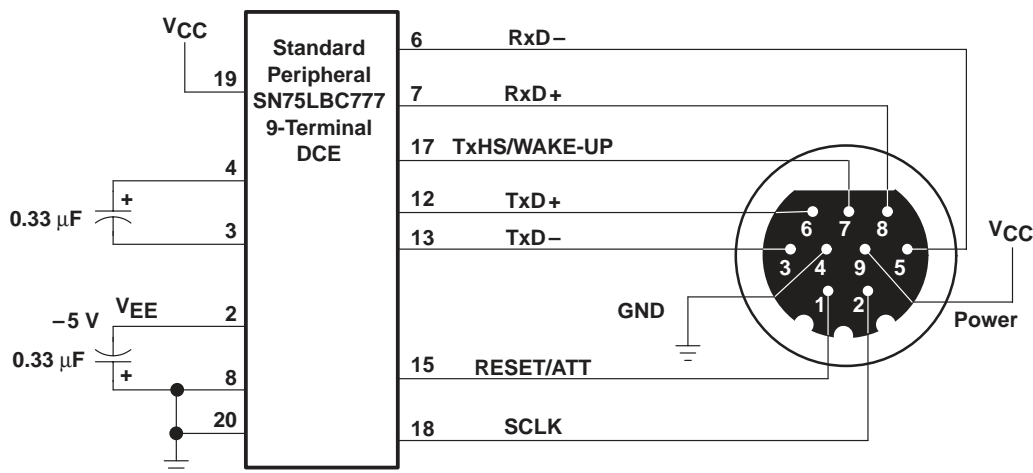 VCC
19
4
+
0.33 μF
3
VEE
−5 V
2
0.33 μF
+
8
20
Standard
Peripheral
SN75LBC777
9-Terminal
DCE
6 RxD−
7 RxD+
17 TxHS/WAKE-UP
12 TxD+
13 TxD−
15 RESET/ATT
18 SCLK
GND
6 7 8
3 4 9 5
1 2
VCC
Power